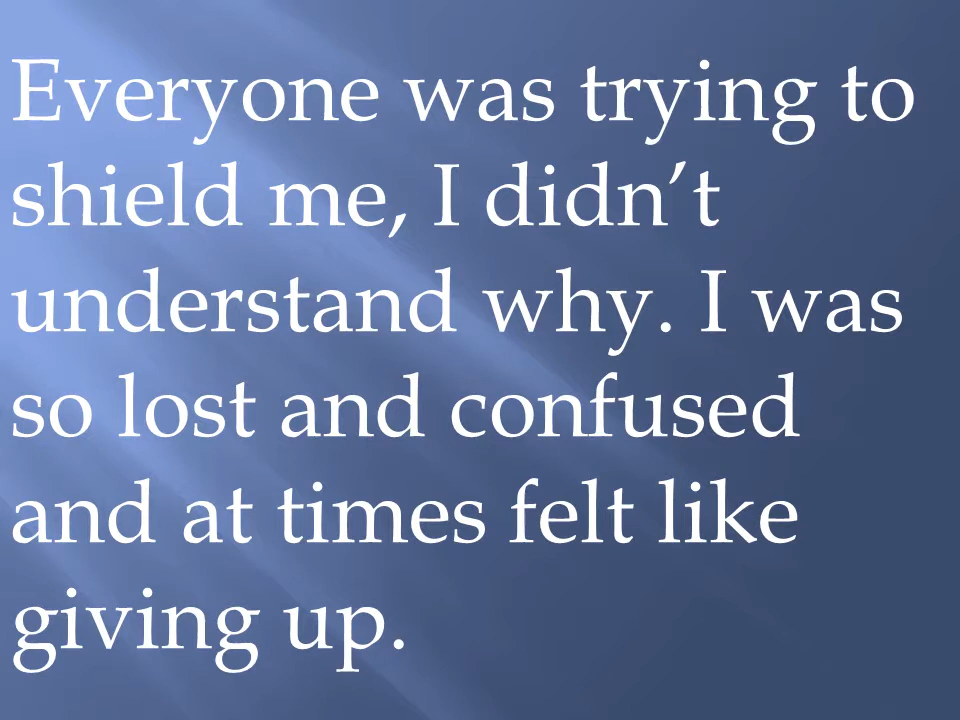 Everyone was trying to
shield me, I didn’t
understand why. I was
so lost and confused
and at times felt like
giving up.